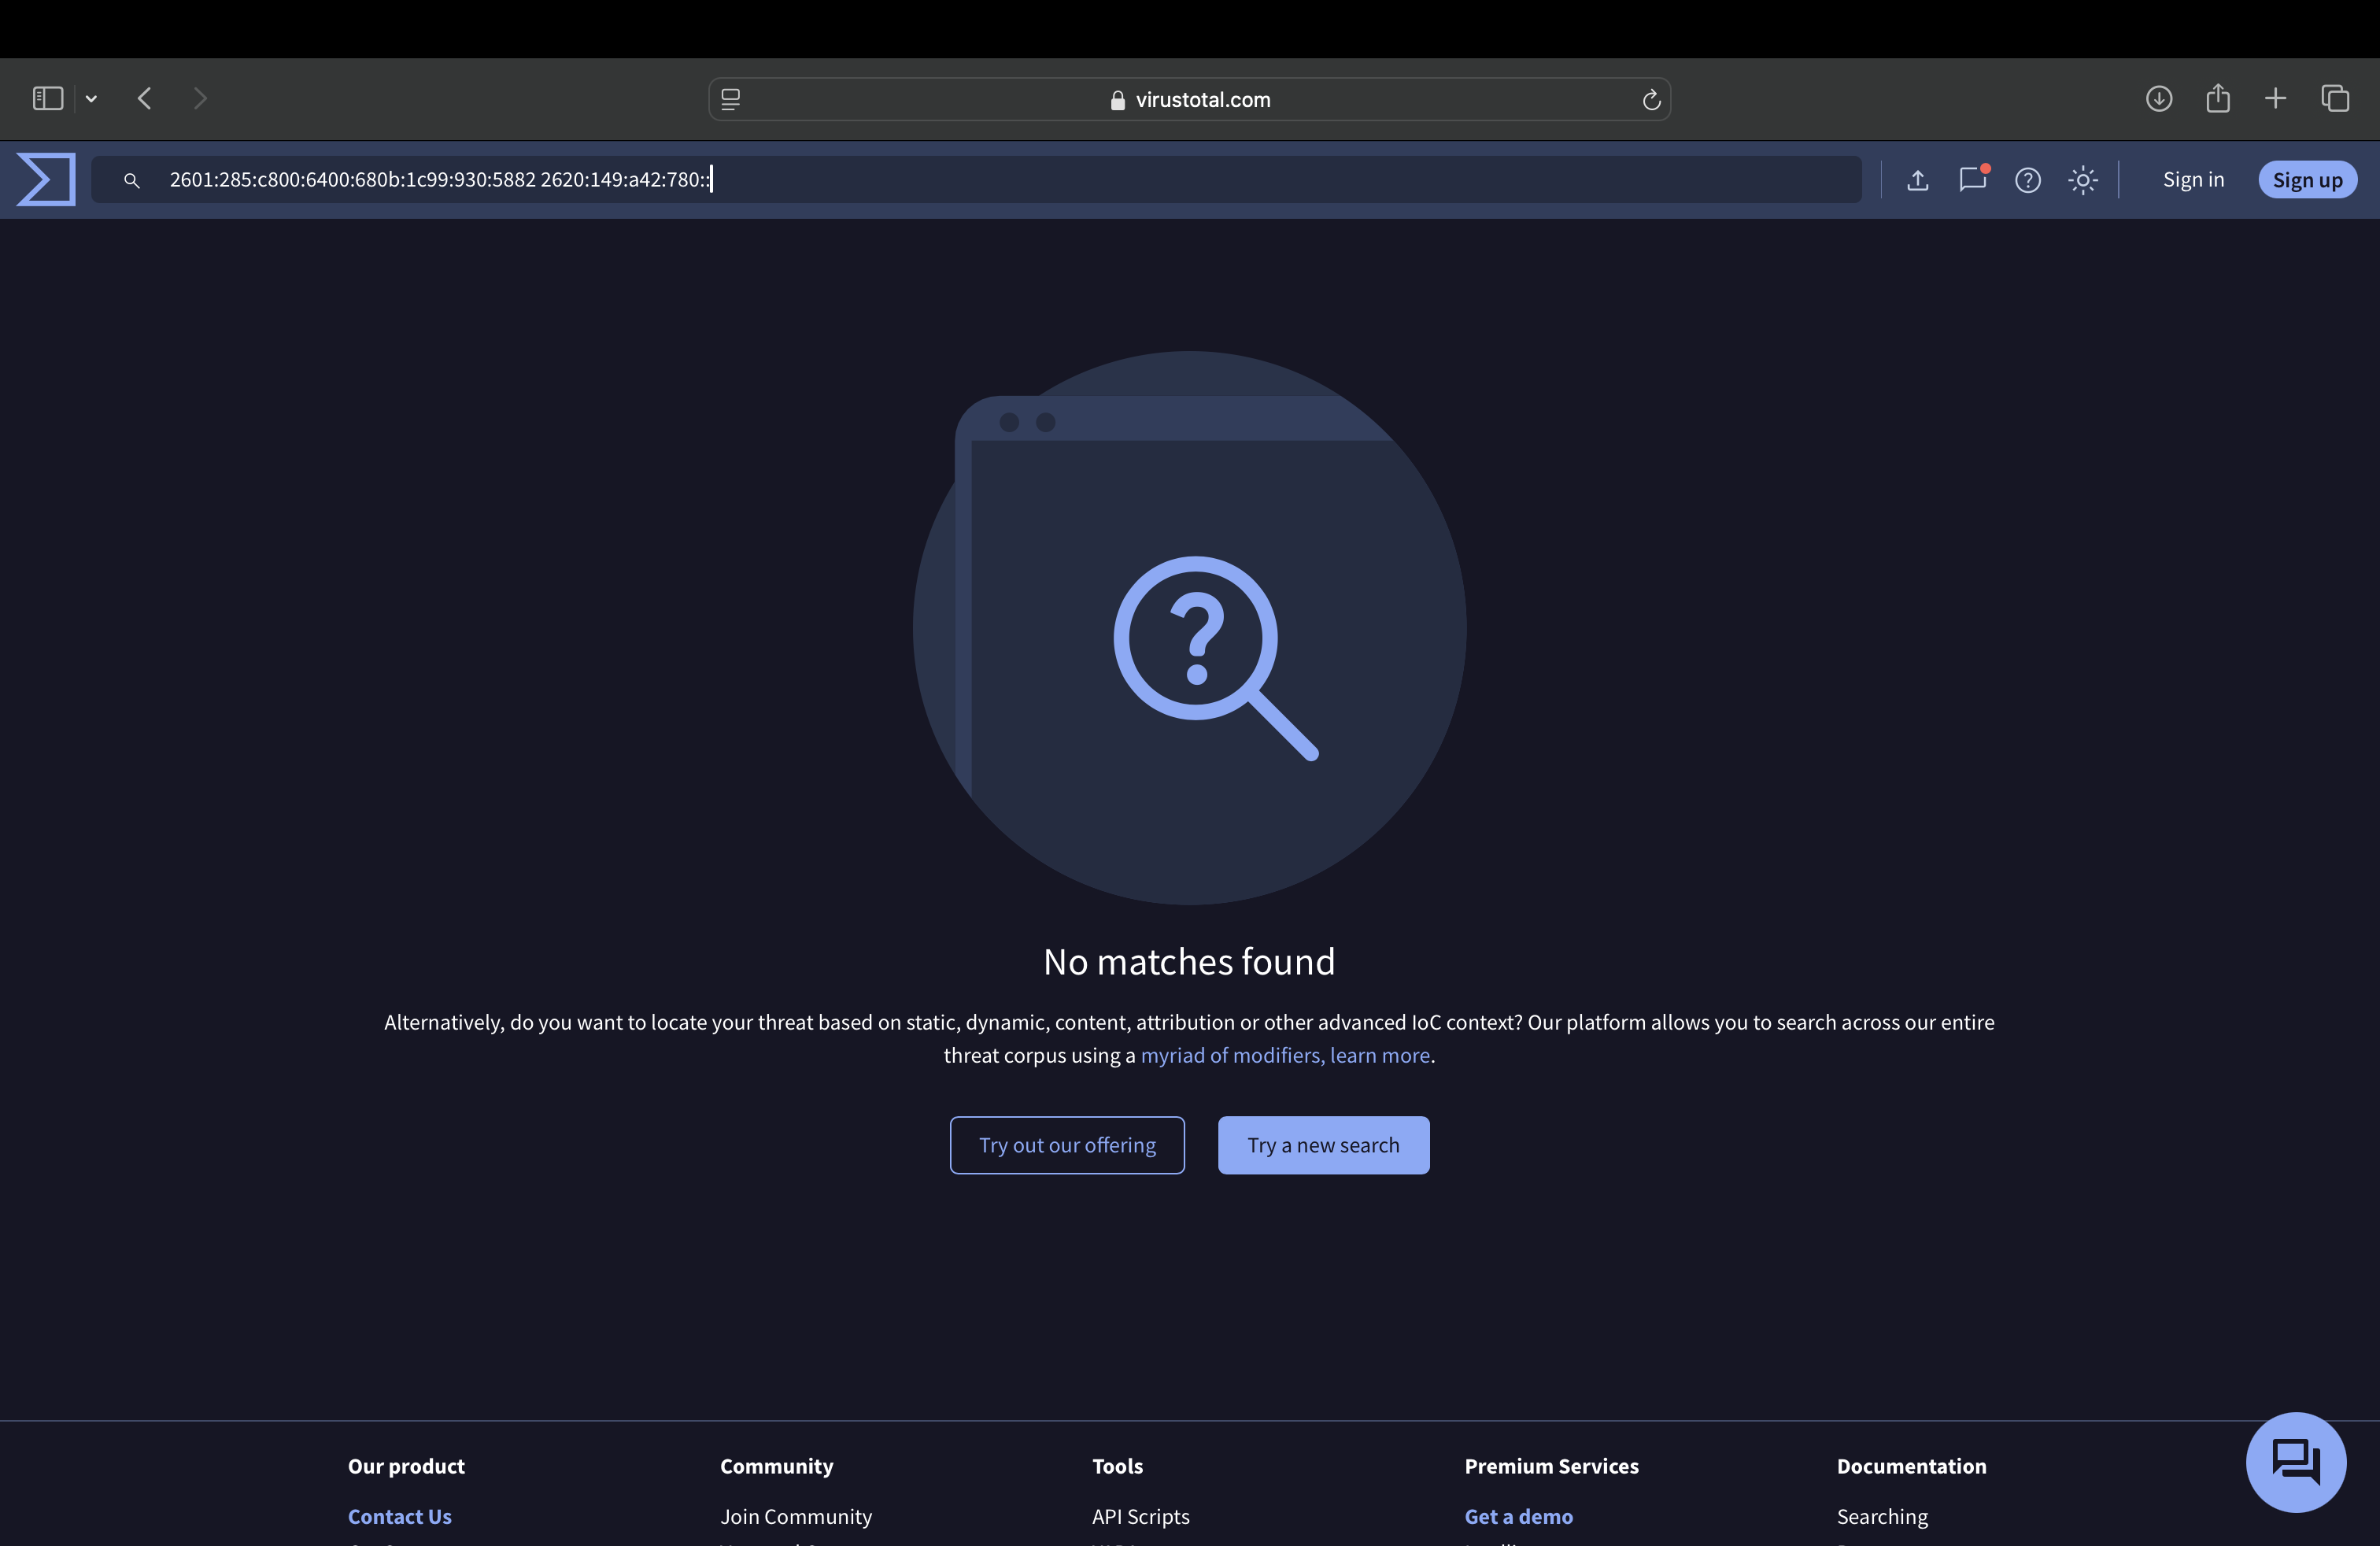 virustotal.com
2601:285:c800:6400:680b:1c99:930:5882 2620:149:a42:780::
Sign in
Sign up
No matches found
Alternatively, do you want to locate your threat based on static, dynamic, content, attribution or other advanced IoC context? Our platform allows you to search across our entire
threat corpus using a myriad of modifiers, learn more.
Try out our offering
Try a new search
Our product
Community
Tools
Premium Services
Documentation
Contact Us
Join Community
API Scripts
Get a demo
Searching